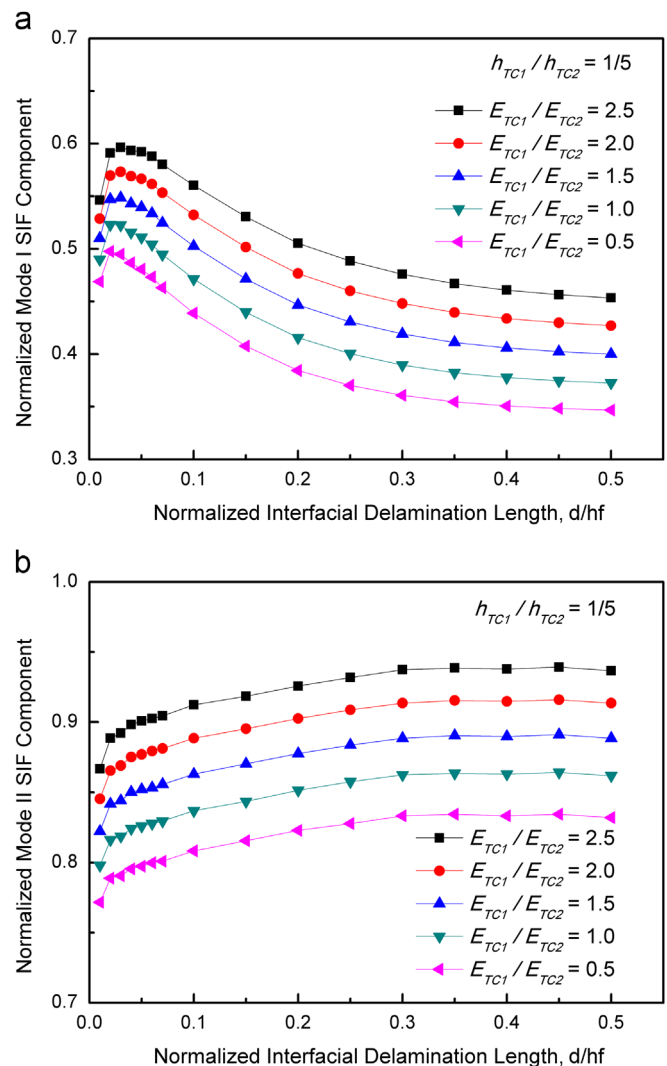 a
0.7
h_TC1 / h_TC2 = 1/5
E_TC1 / E_TC2 = 2.5
0.6
E_TC1 / E_TC2 = 2.0
E_TC1 / E_TC2 = 1.5
E_TC1 / E_TC2 = 1.0
0.5
E_TC1 / E_TC2 = 0.5
0.4
0.3
Normalized Mode I SIF Component
0.0 0.1 0.2 0.3 0.4 0.5
Normalized Interfacial Delamination Length, d/hf
b
1.0
h_TC1 / h_TC2 = 1/5
0.9
0.8
E_TC1 / E_TC2 = 2.5
E_TC1 / E_TC2 = 2.0
E_TC1 / E_TC2 = 1.5
E_TC1 / E_TC2 = 1.0
E_TC1 / E_TC2 = 0.5
0.7
Normalized Mode II SIF Component
0.0 0.1 0.2 0.3 0.4 0.5
Normalized Interfacial Delamination Length, d/hf